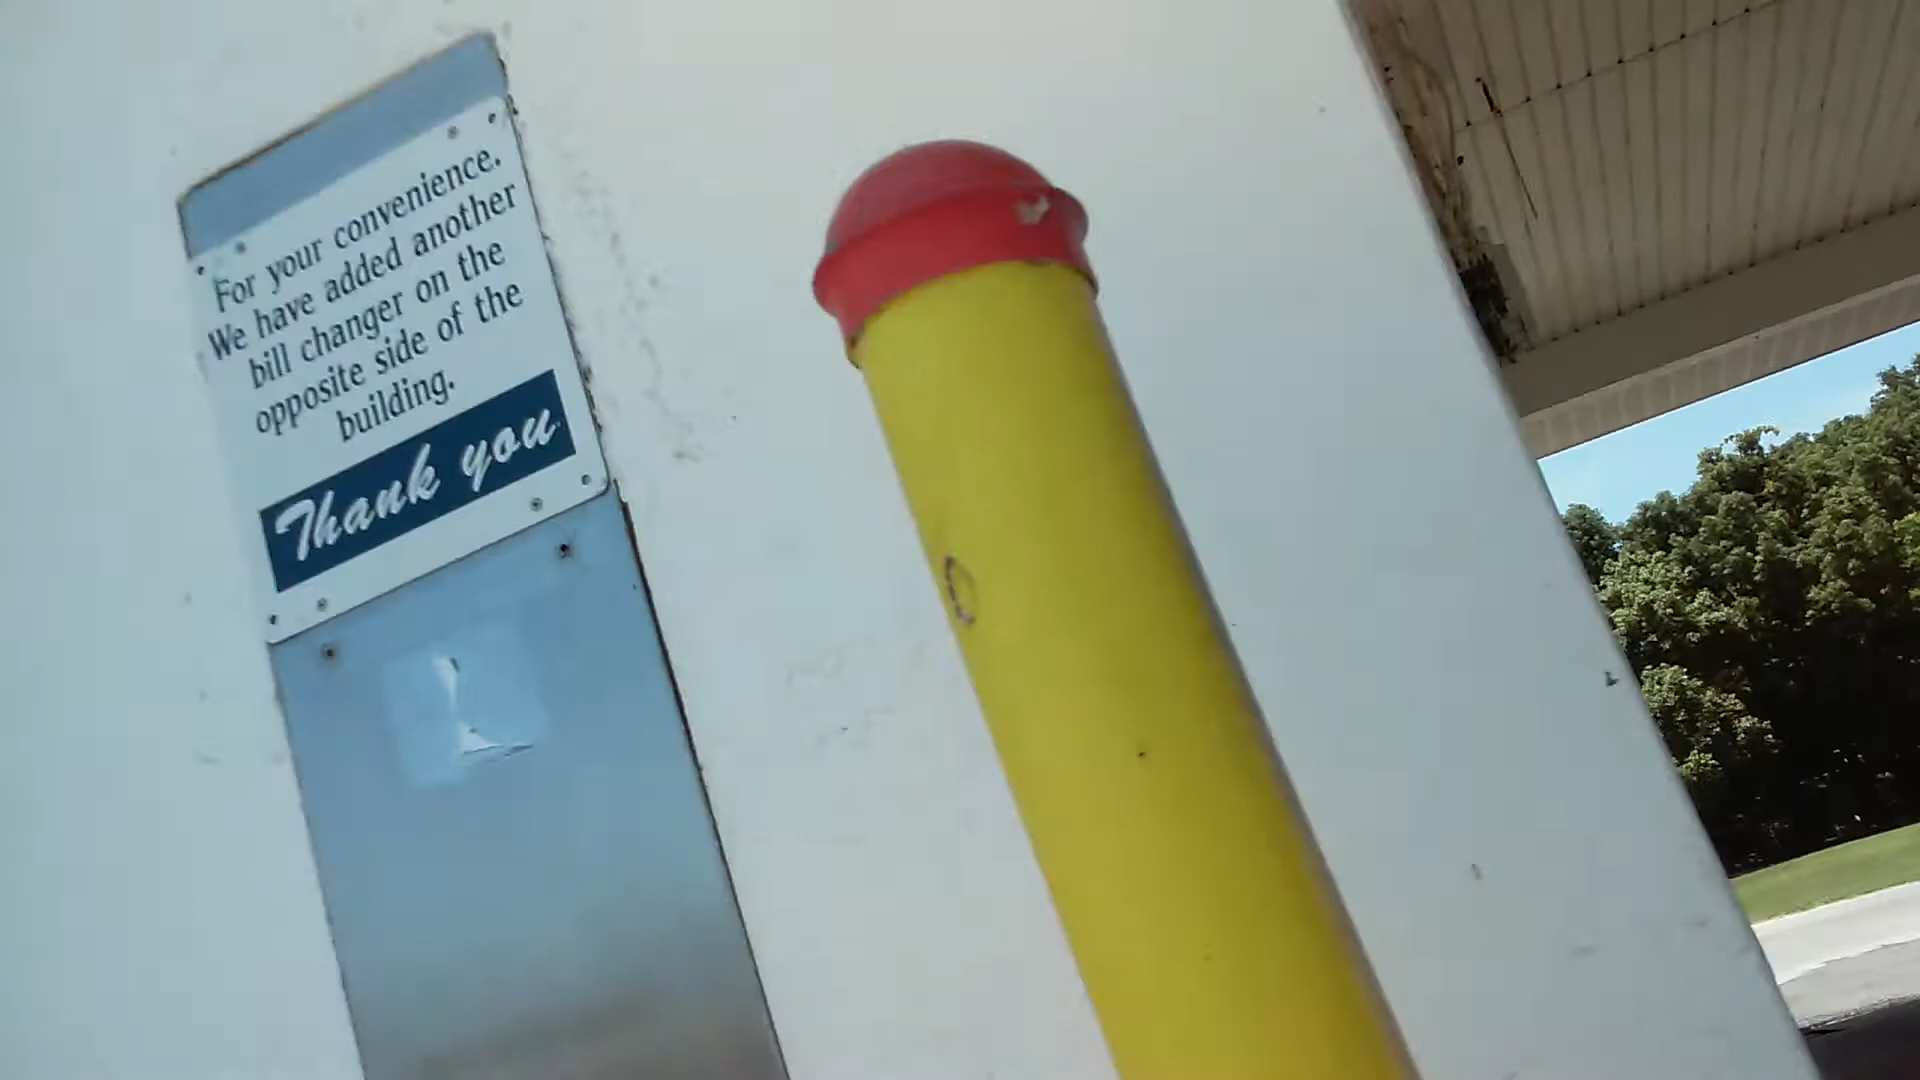 For your convenience.
We have added another
bill changer on the
opposite side of the
building.
Thank you